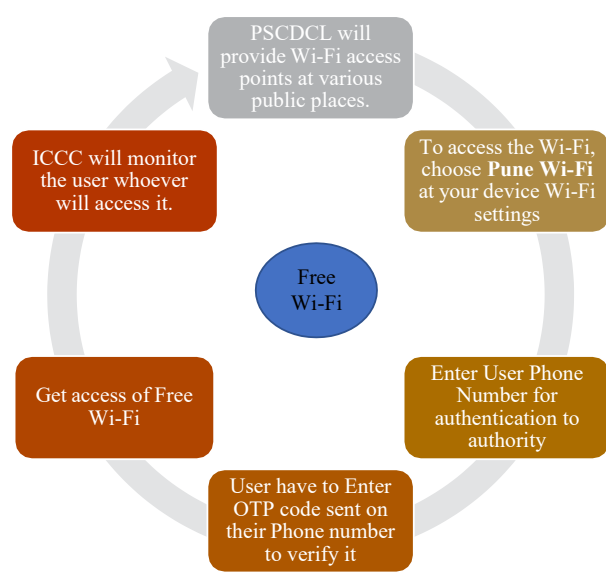 PSCDCL will
provide Wi-Fi access
points at various
public places.
To access the Wi-Fi,
choose Pune Wi-Fi
at your device Wi-Fi
settings
Enter User Phone
Number for
authentication to
authority
User have to Enter
OTP code sent on
their Phone number
to verify it
Get access of Free
Wi-Fi
ICCC will monitor
the user whoever
will access it.
Free
Wi-Fi